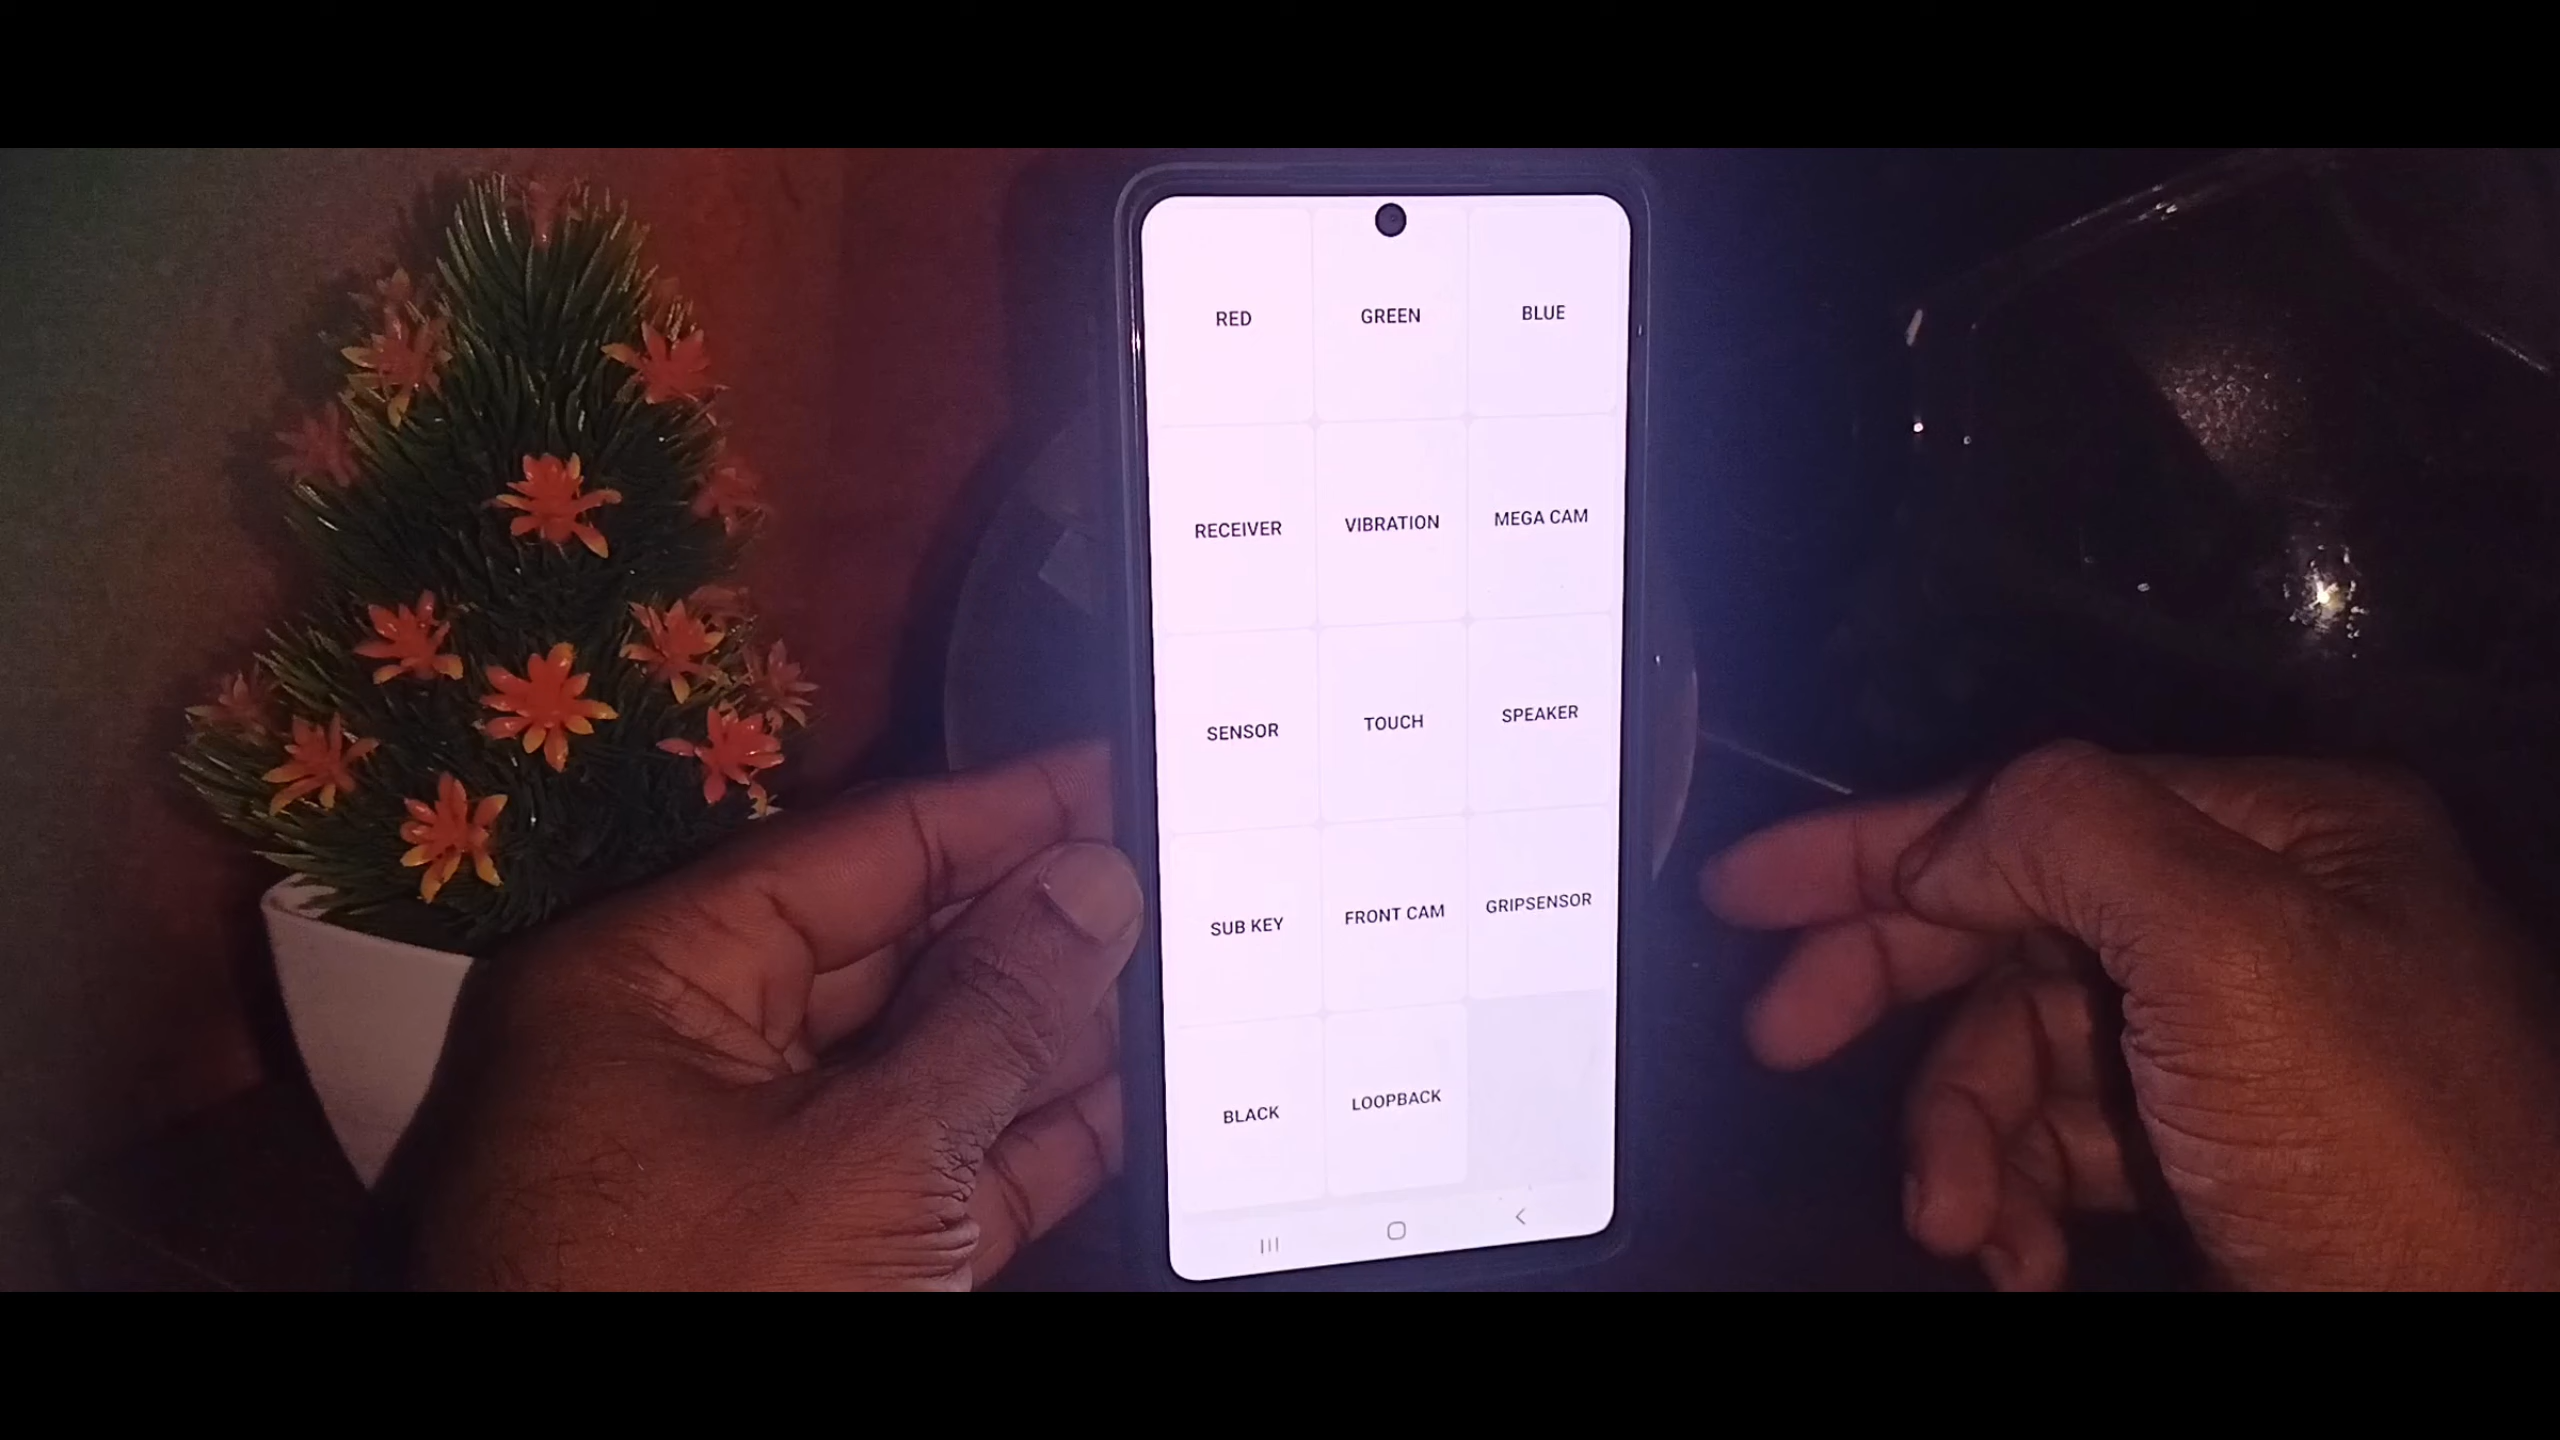 RED
GREEN
BLUE
RECEIVER
VIBRATION
MEGA CAM
SENSOR
TOUCH
SPEAKER
SUB KEY
FRONT CAM
GRIPSENSOR
BLACK
LOOPBACK